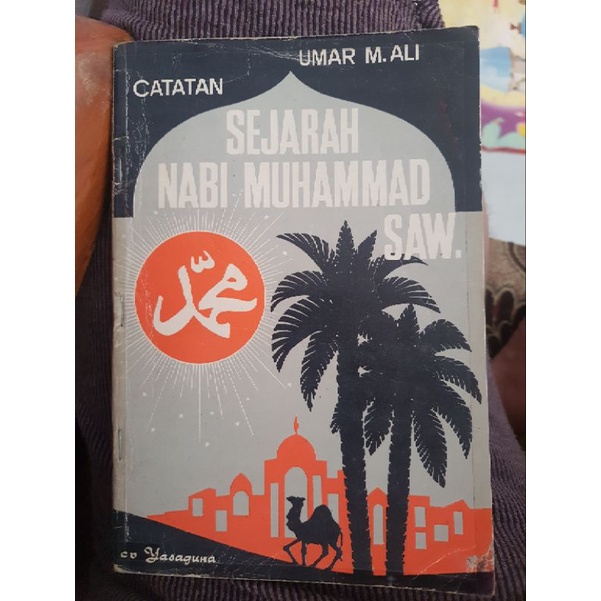 UMAR M. ALI
CATATAN
SEJARAH
NABI MUHAMMAD
SAW.
محمد
cv Yasaguna